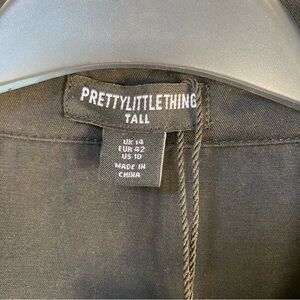 PRETTYLITTLETHING
TALL
UK 14
EUR 42
US 10
MADE IN
CHINA